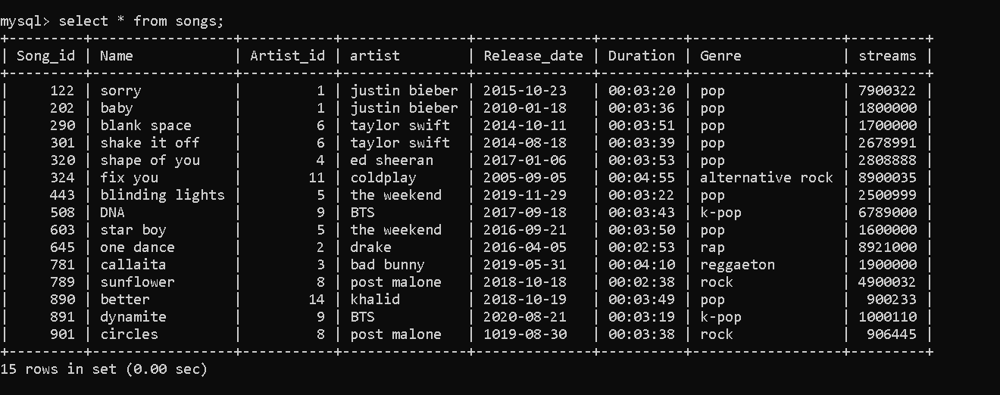 mysql> select * from songs;
+---------+-----------------+-----------+---------------+--------------+----------+------------------+---------+
| Song_id | Name            | Artist_id | artist        | Release_date | Duration | Genre            | streams |
+---------+-----------------+-----------+---------------+--------------+----------+------------------+---------+
|     122 | sorry           |         1 | justin bieber | 2015-10-23   | 00:03:20 | pop              | 7900322 |
|     202 | baby            |         1 | justin bieber | 2010-01-18   | 00:03:36 | pop              | 1800000 |
|     290 | blank space     |         6 | taylor swift  | 2014-10-11   | 00:03:51 | pop              | 1700000 |
|     301 | shake it off    |         6 | taylor swift  | 2014-08-18   | 00:03:39 | pop              | 2678991 |
|     320 | shape of you    |         4 | ed sheeran    | 2017-01-06   | 00:03:53 | pop              | 2808888 |
|     324 | fix you         |        11 | coldplay      | 2005-09-05   | 00:04:55 | alternative rock | 8900035 |
|     443 | blinding lights |         5 | the weekend   | 2019-11-29   | 00:03:22 | pop              | 2500999 |
|     508 | DNA             |         9 | BTS           | 2017-09-18   | 00:03:43 | k-pop            | 6789000 |
|     603 | star boy        |         5 | the weekend   | 2016-09-21   | 00:03:50 | pop              | 1600000 |
|     645 | one dance       |         2 | drake         | 2016-04-05   | 00:02:53 | rap              | 8921000 |
|     781 | callaita        |         3 | bad bunny     | 2019-05-31   | 00:04:10 | reggaeton        | 1900000 |
|     789 | sunflower       |         8 | post malone   | 2018-10-18   | 00:02:38 | rock             | 4900032 |
|     890 | better          |        14 | khalid        | 2018-10-19   | 00:03:49 | pop              |  900233 |
|     891 | dynamite        |         9 | BTS           | 2020-08-21   | 00:03:19 | k-pop            | 1000110 |
|     901 | circles         |         8 | post malone   | 1019-08-30   | 00:03:38 | rock             |  906445 |
+---------+-----------------+-----------+---------------+--------------+----------+------------------+---------+
15 rows in set (0.00 sec)